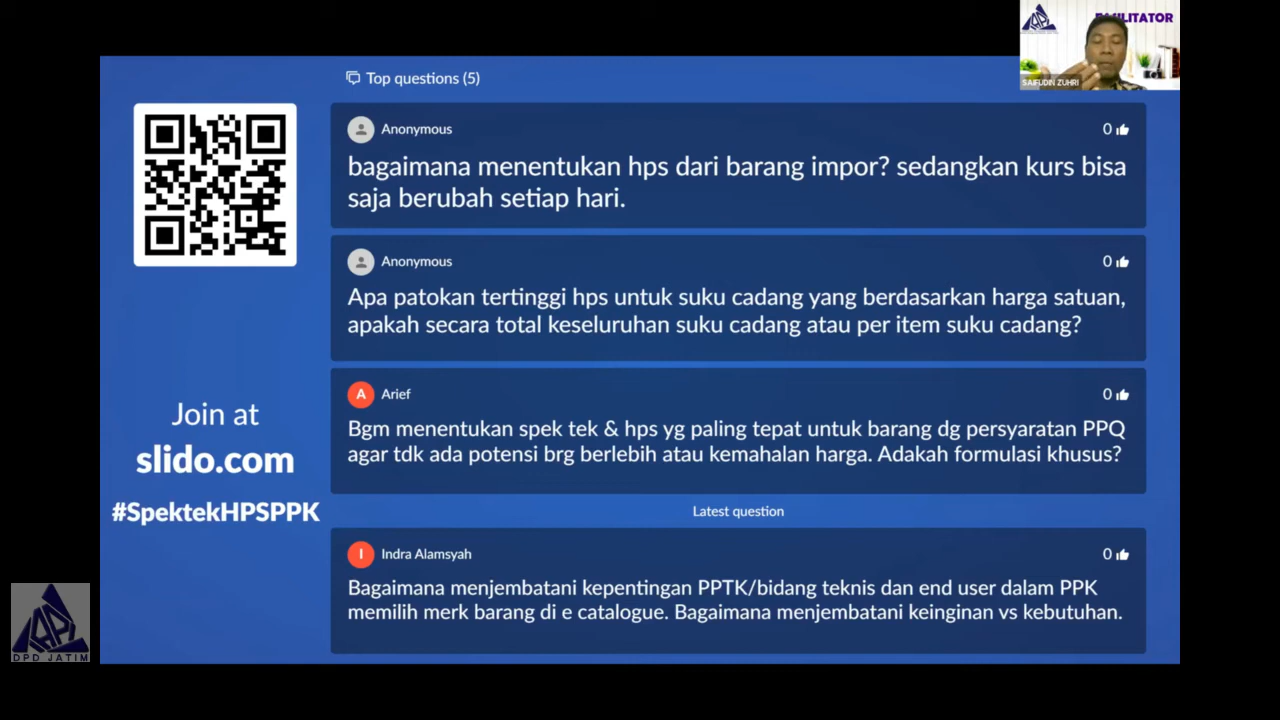 FASILITATOR
SAIFUDIN ZUHRI
Top questions (5)
Anonymous
0
bagaimana menentukan hps dari barang impor? sedangkan kurs bisa
saja berubah setiap hari.
Anonymous
0
Apa patokan tertinggi hps untuk suku cadang yang berdasarkan harga satuan,
apakah secara total keseluruhan suku cadang atau per item suku cadang?
A
Arief
0
Bgm menentukan spek tek & hps yg paling tepat untuk barang dg persyaratan PPQ
agar tdk ada potensi brg berlebih atau kemahalan harga. Adakah formulasi khusus?
Latest question
I
Indra Alamsyah
0
Bagaimana menjembatani kepentingan PPTK/bidang teknis dan end user dalam PPK
memilih merk barang di e catalogue. Bagaimana menjembatani keinginan vs kebutuhan.
Join at
slido.com
#SpektekHPSPPK
DPD JATIM